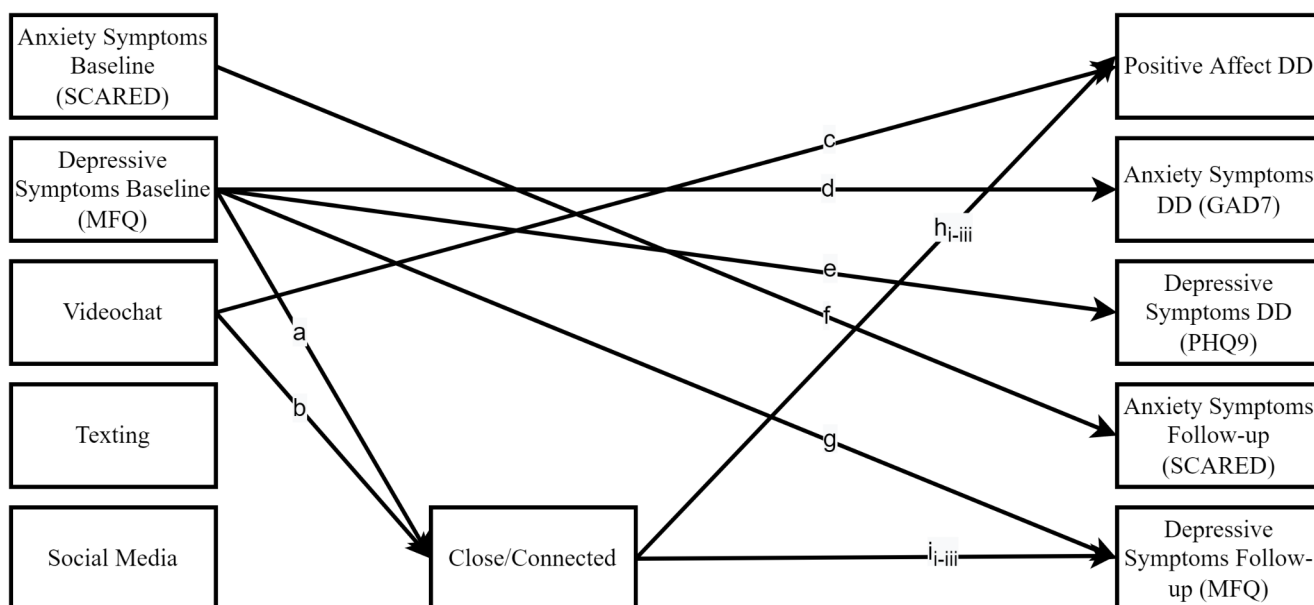 Anxiety Symptoms
Baseline
(SCARED)
Depressive
Symptoms Baseline
(MFQ)
Videochat
Texting
Social Media
a
b
Close/Connected
c
d
e
f
g
hi-iii
ii-iii
Positive Affect DD
Anxiety Symptoms
DD (GAD7)
Depressive
Symptoms DD
(PHQ9)
Anxiety Symptoms
Follow-up
(SCARED)
Depressive
Symptoms Follow-
up (MFQ)